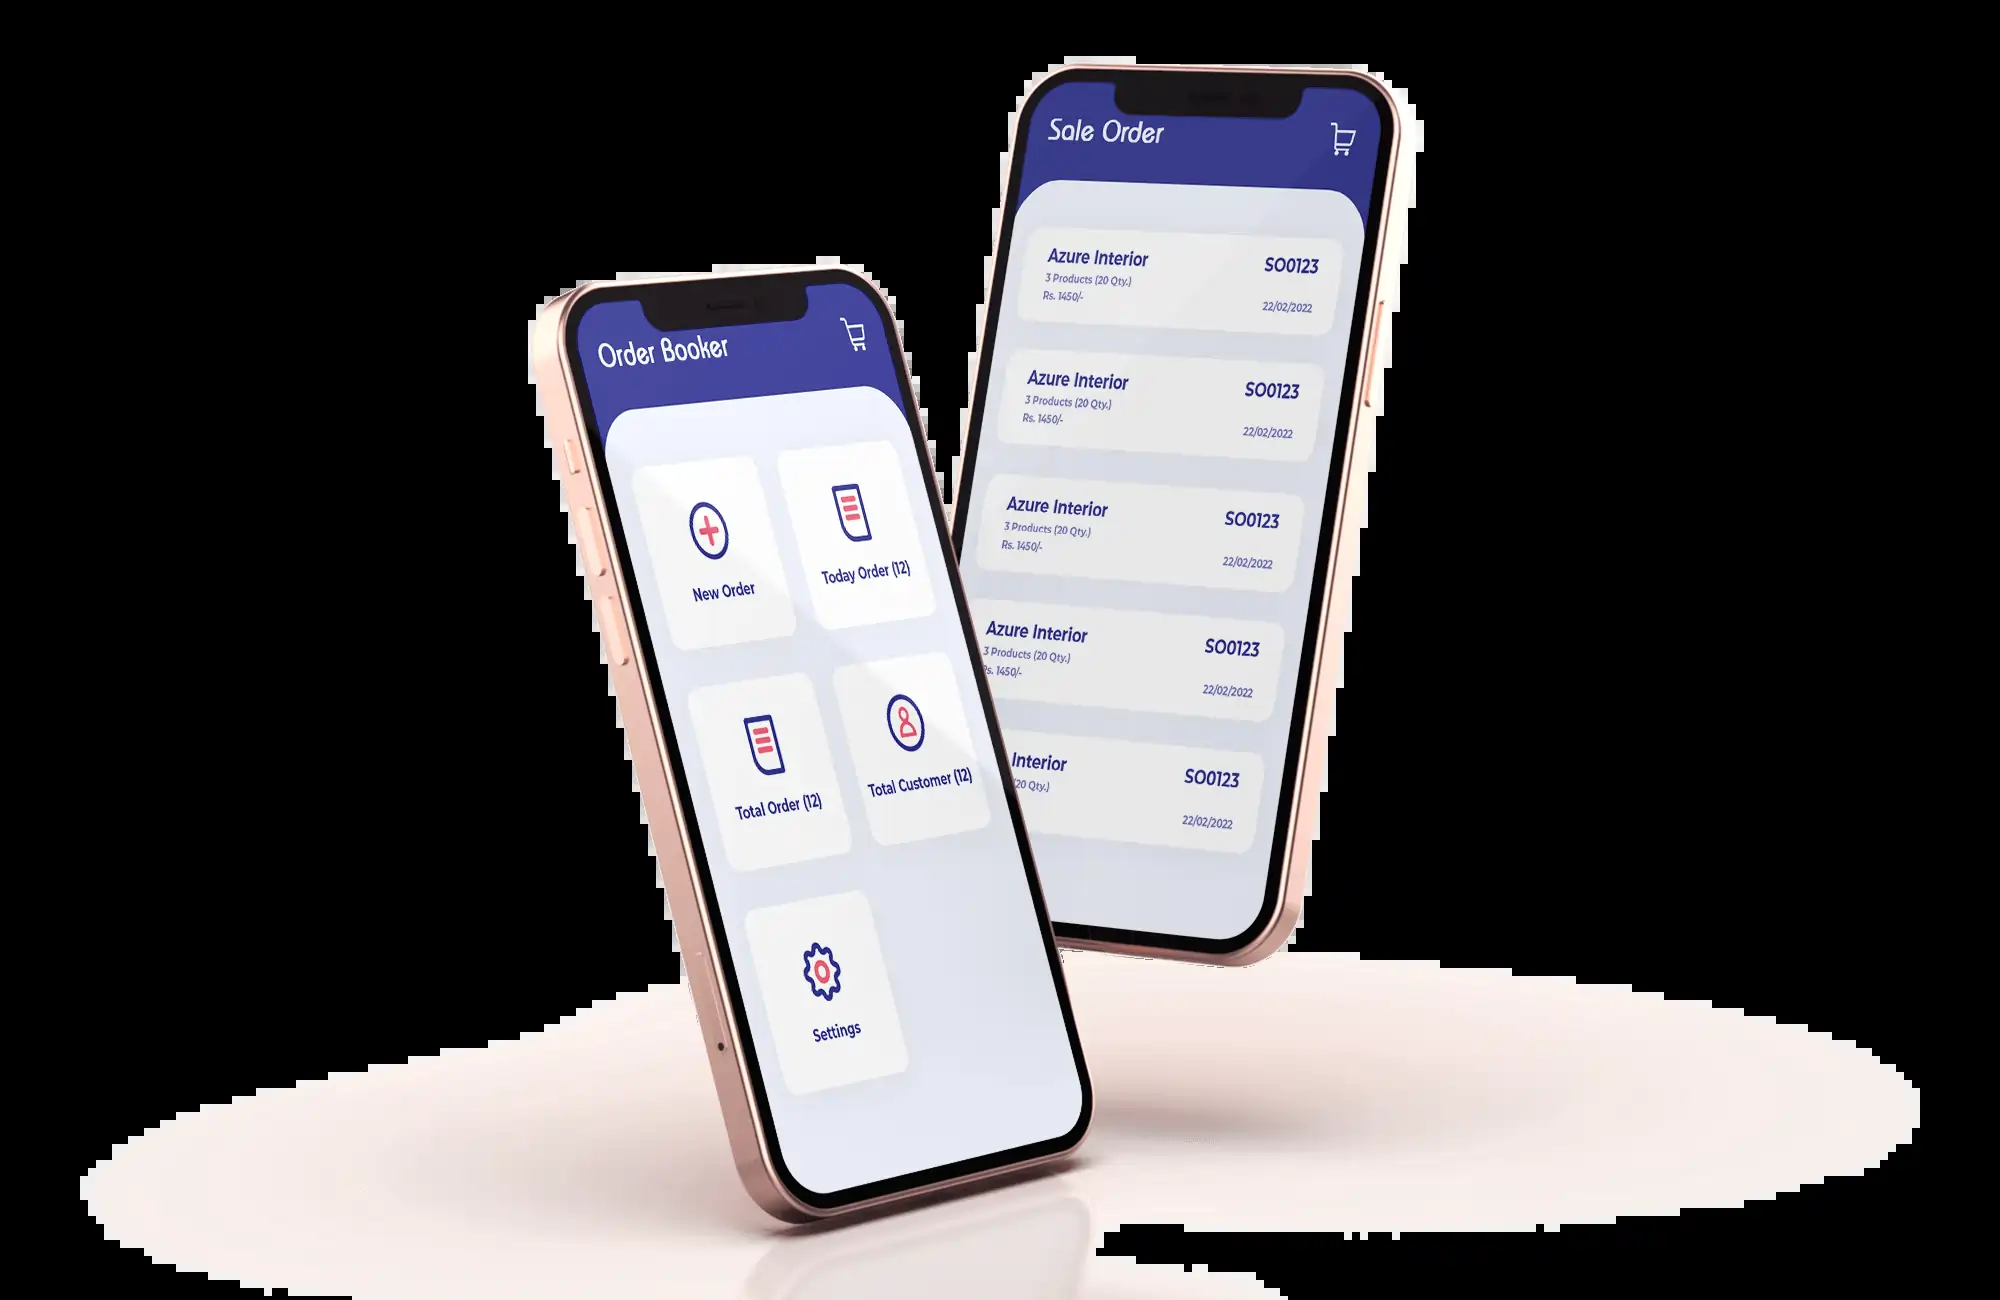 Order Booker
New Order
Today Order (12)
Total Order (12)
Total Customer (12)
Settings
Sale Order
Azure Interior
SO0123
3 Products (20 Qty.)
Rs. 1450/-
22/02/2022
Azure Interior
SO0123
3 Products (20 Qty.)
Rs. 1450/-
22/02/2022
Azure Interior
SO0123
3 Products (20 Qty.)
Rs. 1450/-
22/02/2022
Azure Interior
SO0123
3 Products (20 Qty.)
Rs. 1450/-
22/02/2022
Interior
SO0123
(20 Qty.)
22/02/2022